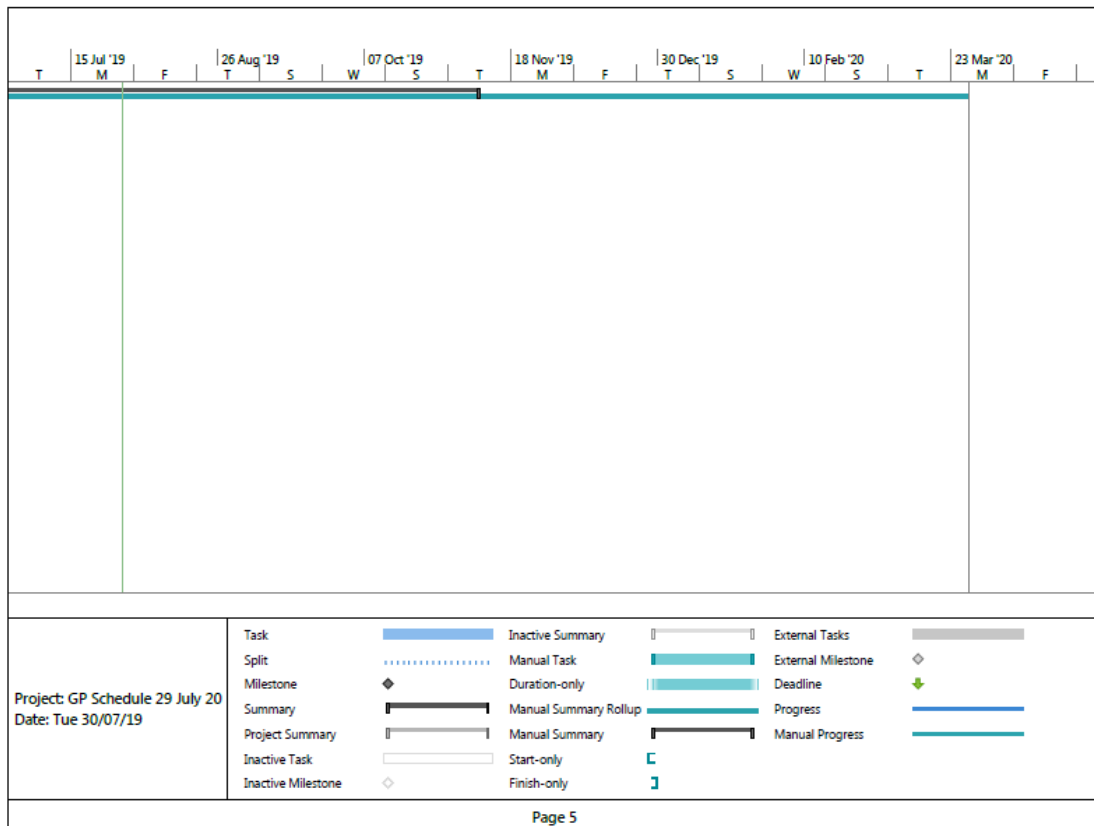 15 Jul '19 26 Aug '19 07 Oct '19 18 Nov '19 30 Dec '19 10 Feb '20 23 Mar '20
T M F T S W S T M F T S W S T M F
Task Inactive Summary External Tasks
Split Manual Task External Milestone
Milestone Duration-only Deadline
Project: GP Schedule 29 July 20
Summary Manual Summary Rollup Progress
Date: Tue 30/07/19
Project Summary Manual Summary Manual Progress
Inactive Task Start-only
Inactive Milestone Finish-only
Page 5